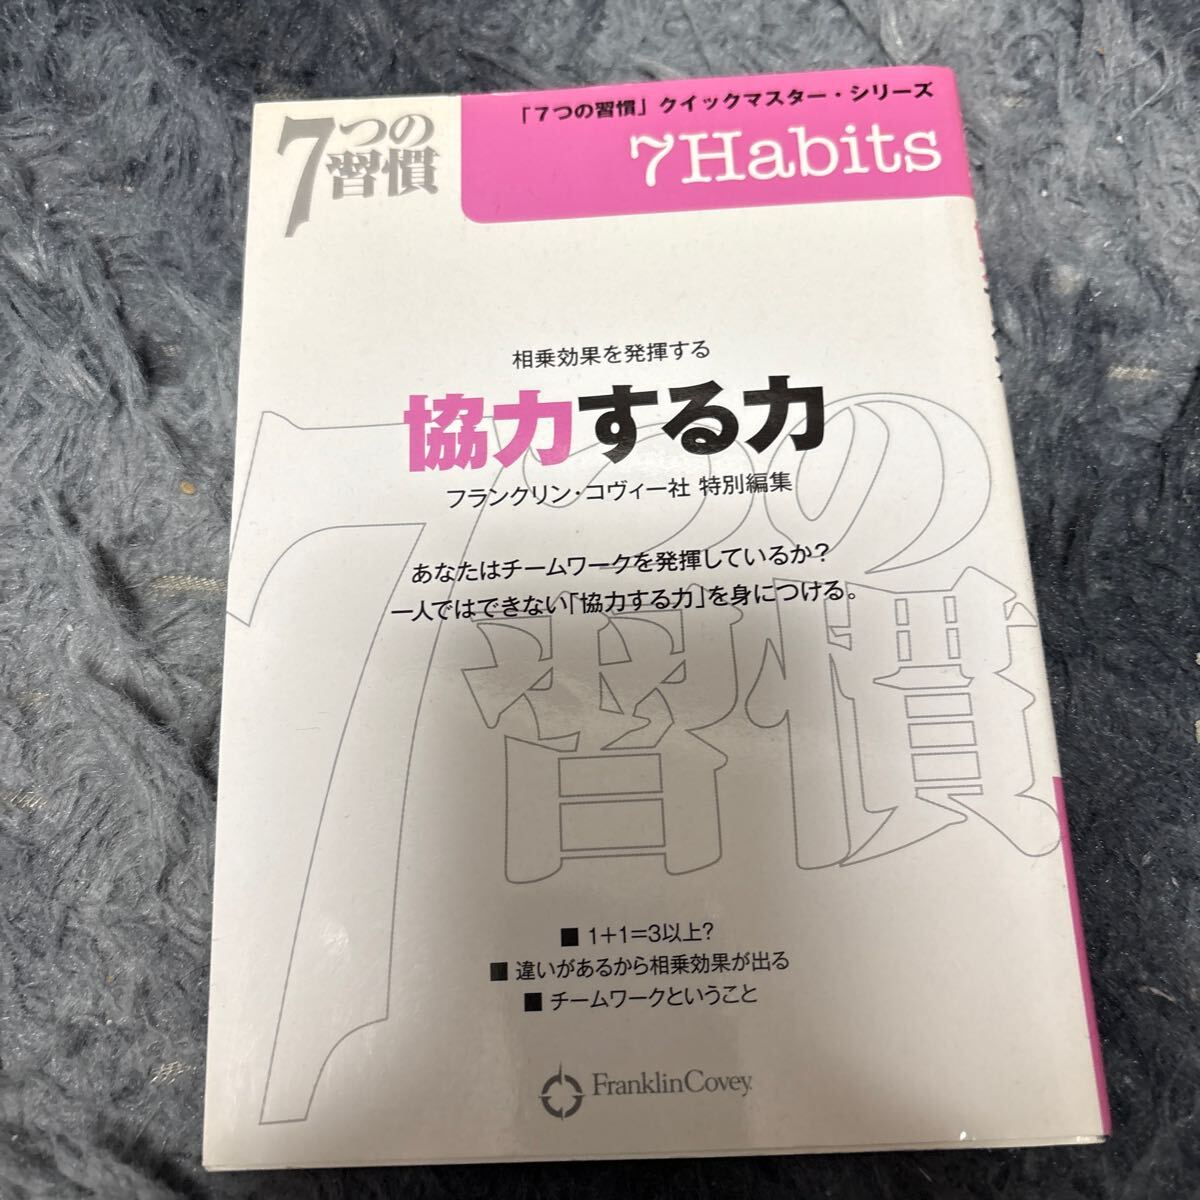 7つの習慣
「7つの習慣」クイックマスター・シリーズ
7Habits
相乗効果を発揮する
協力する力
フランクリン・コヴィー社 特別編集
あなたはチームワークを発揮しているか?
一人ではできない「協力する力」を身につける。
7つの習慣
■ 1+1=3以上?
■ 違いがあるから相乗効果が出る
■ チームワークということ
FranklinCovey